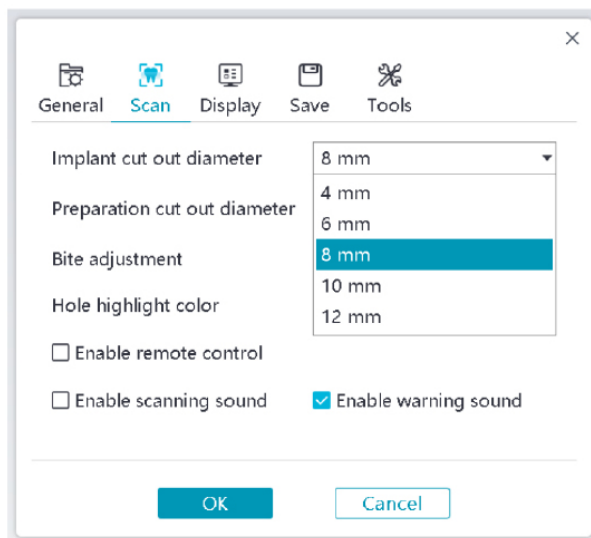 General Scan Display Save Tools
Implant cut out diameter 8 mm
4 mm
Preparation cut out diameter
6 mm
Bite adjustment 8 mm
10 mm
Hole highlight color
12 mm
Enable remote control
Enable scanning sound Enable warning sound
OK Cancel